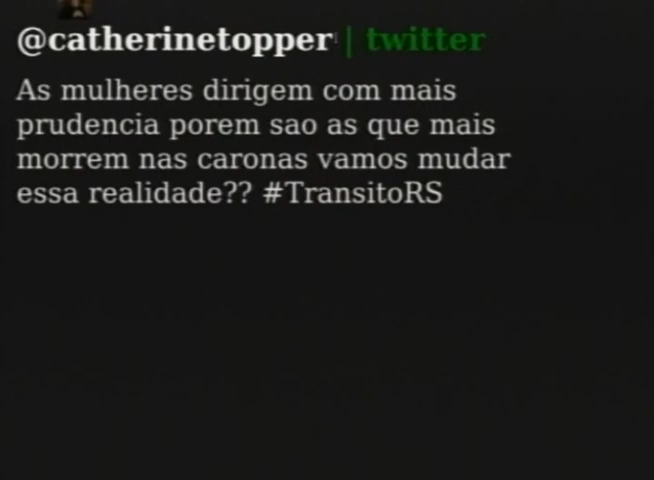 @catherinetopper | twitter
As mulheres dirigem com mais
prudencia porem sao as que mais
morrem nas caronas vamos mudar
essa realidade?? #TransitoRS